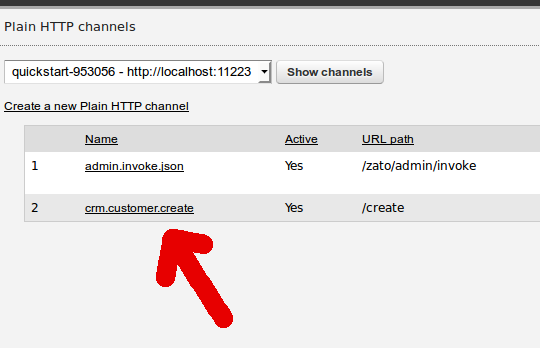 Plain HTTP channels
quickstart-953056 - http://localhost:11223 Show channels
Create a new Plain HTTP channel
Name Active URL path
1 admin.invoke.json Yes /zato/admin/invoke
2 crm.customer.create Yes /create